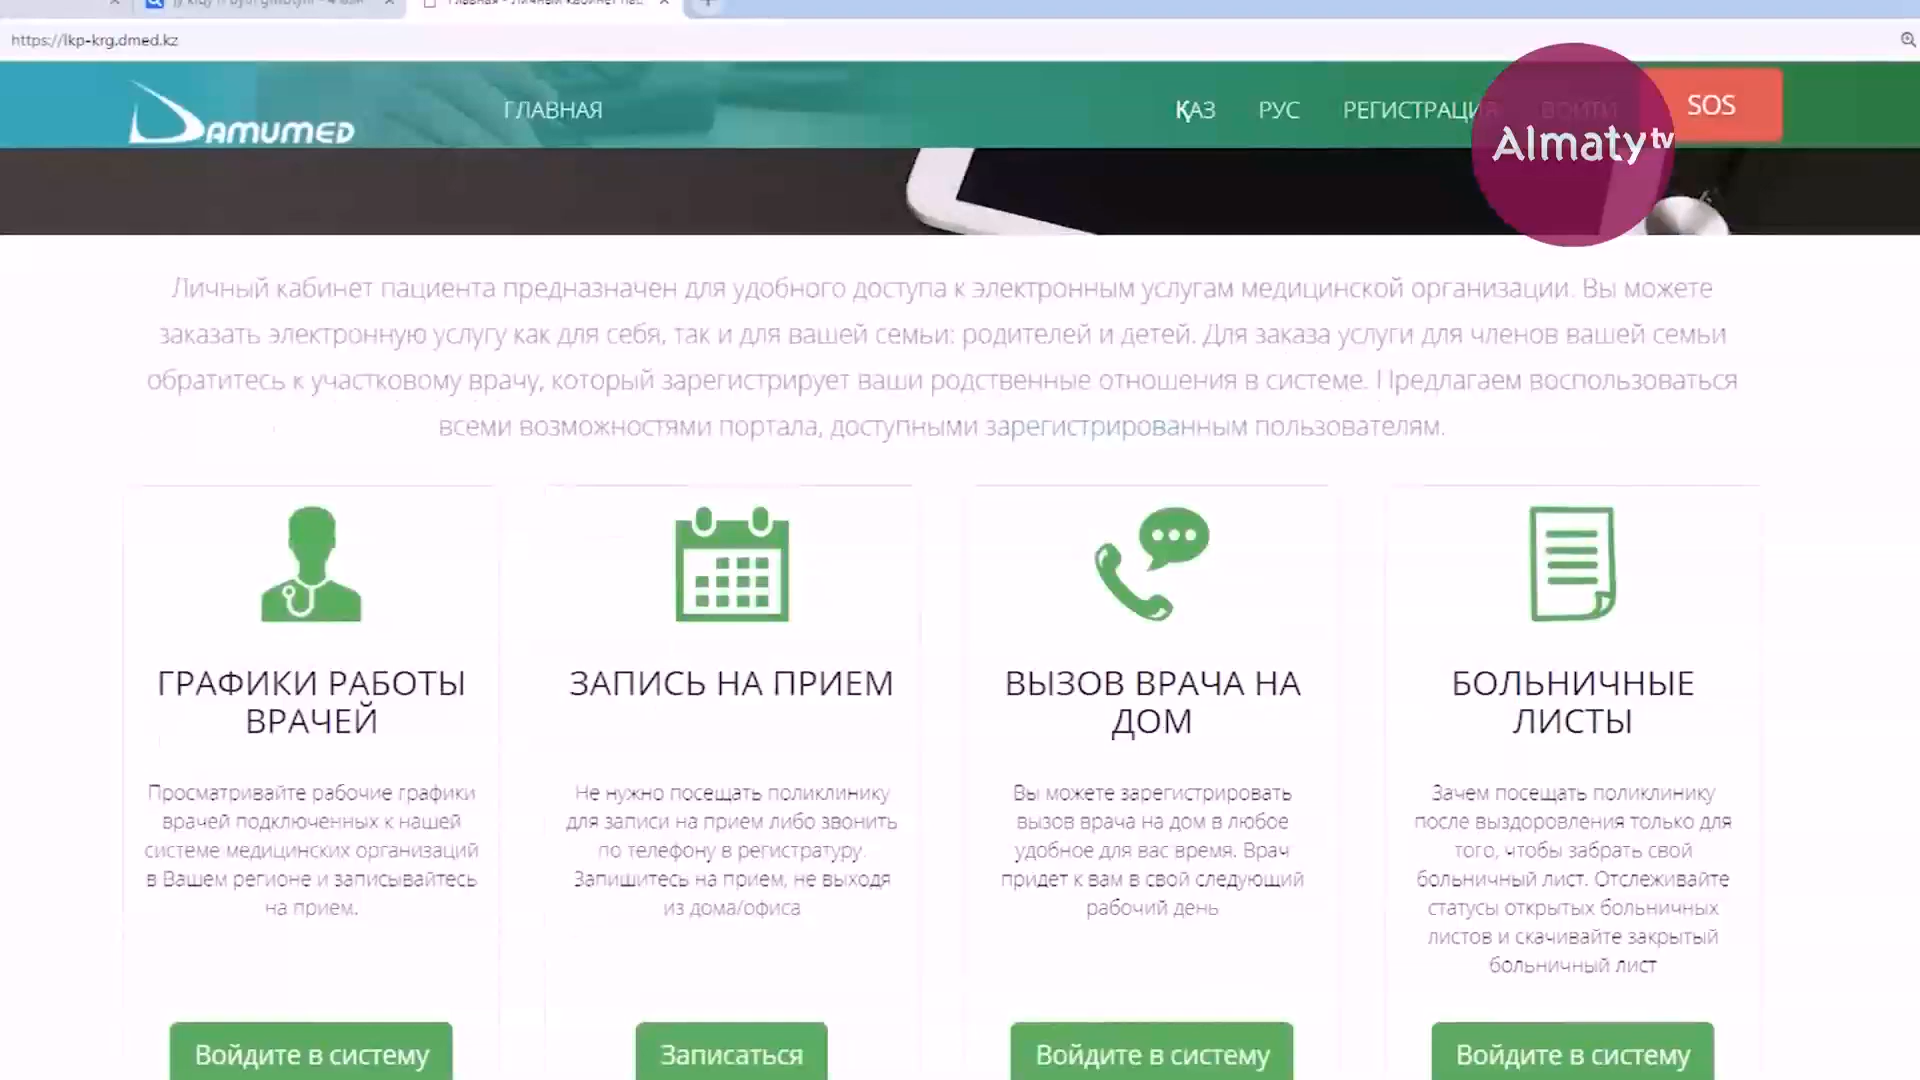 https://lkp-krg.dmed.kz
DAMUMED
ГЛАВНАЯ
ҚАЗ
РУС
РЕГИСТРАЦИЯ
ВОЙТИ
SOS
Almaty tv
Личный кабинет пациента предназначен для удобного доступа к электронным услугам медицинской организации. Вы можете
заказать электронную услугу как для себя, так и для вашей семьи: родителей и детей. Для заказа услуги для членов вашей семьи
обратитесь к участковому врачу, который зарегистрирует ваши родственные отношения в системе. Предлагаем воспользоваться
всеми возможностями портала, доступными зарегистрированным пользователям.
ГРАФИКИ РАБОТЫ
ВРАЧЕЙ
Просматривайте рабочие графики
врачей подключенных к нашей
системе медицинских организаций
в Вашем регионе и записывайтесь
на прием.
Войдите в систему
ЗАПИСЬ НА ПРИЕМ
Не нужно посещать поликлинику
для записи на прием либо звонить
по телефону в регистратуру.
Запишитесь на прием, не выходя
из дома/офиса
Записаться
ВЫЗОВ ВРАЧА НА
ДОМ
Вы можете зарегистрировать
вызов врача на дом в любое
удобное для вас время. Врач
придет к вам в свой следующий
рабочий день
Войдите в систему
БОЛЬНИЧНЫЕ
ЛИСТЫ
Зачем посещать поликлинику
после выздоровления только для
того, чтобы забрать свой
больничный лист. Отслеживайте
статусы открытых больничных
листов и скачивайте закрытый
больничный лист
Войдите в систему